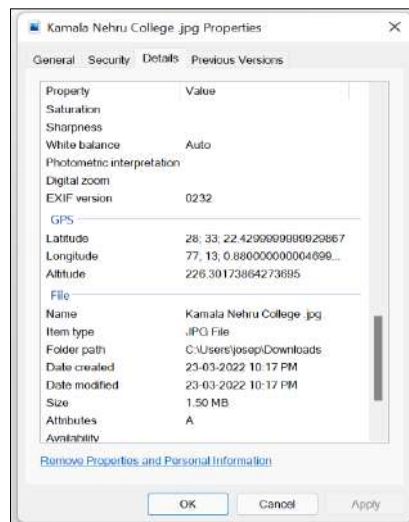 Kamala Nehru College .jpg Properties
General Security Details Previous Versions
Property Value
Saturation
Sharpness
White balance Auto
Photometric interpretation
Digital zoom
EXIF version 0232
GPS
Latitude 28; 33; 22.4299999999929867
Longitude 77; 13; 0.880000000004699...
Altitude 226.30173864273695
File
Name Kamala Nehru College .jpg
Item type JPG File
Folder path C:\Users\josep\Downloads
Date created 23-03-2022 10:17 PM
Date modified 23-03-2022 10:17 PM
Size 1.50 MB
Attributes A
Availability
Remove Properties and Personal Information
OK Cancel Apply